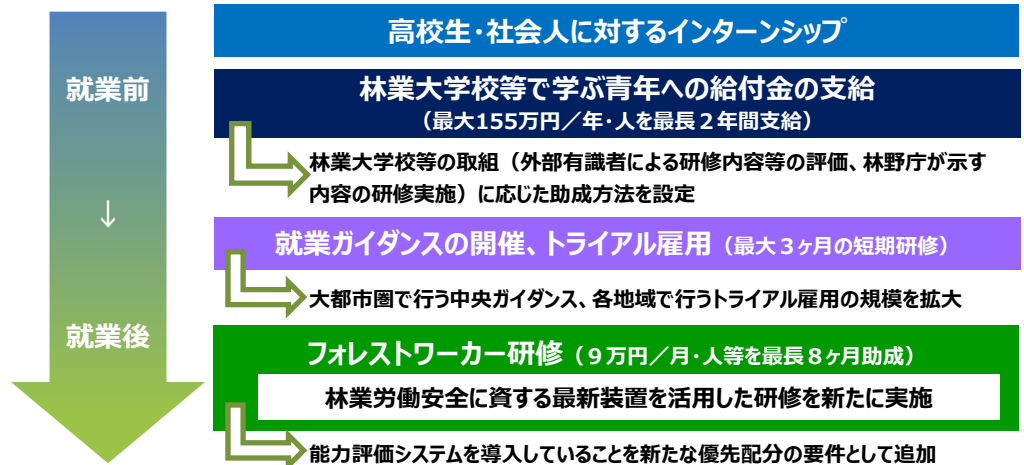 高校生・社会人に対するインターンシップ
就業前
林業大学校等で学ぶ青年への給付金の支給
（最大155万円／年・人を最長２年間支給）
林業大学校等の取組（外部有識者による研修内容等の評価、林野庁が示す
内容の研修実施）に応じた助成方法を設定
↓
就業ガイダンスの開催、トライアル雇用（最大３ヶ月の短期研修）
大都市圏で行う中央ガイダンス、各地域で行うトライアル雇用の規模を拡大
就業後
フォレストワーカー研修（９万円／月・人等を最長８ヶ月助成）
林業労働安全に資する最新装置を活用した研修を新たに実施
能力評価システムを導入していることを新たな優先配分の要件として追加